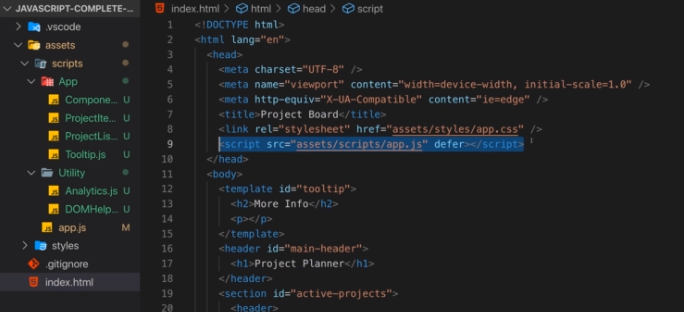 JAVASCRIPT-COMPLETE-...
.vscode
assets
scripts
App
Compone... U
ProjectIte... U
ProjectLis... U
Tooltip.js U
Utility
Analytics.js U
DOMHelp... U
app.js M
styles
.gitignore
index.html
index.html > html > head > script
1 <!DOCTYPE html>
2 <html lang="en">
3 <head>
4 <meta charset="UTF-8" />
5 <meta name="viewport" content="width=device-width, initial-scale=1.0" />
6 <meta http-equiv="X-UA-Compatible" content="ie=edge" />
7 <title>Project Board</title>
8 <link rel="stylesheet" href="assets/styles/app.css" />
9 <script src="assets/scripts/app.js" defer></script>
10 </head>
11 <body>
12 <template id="tooltip">
13 <h2>More Info</h2>
14 <p></p>
15 </template>
16 <header id="main-header">
17 <h1>Project Planner</h1>
18 </header>
19 <section id="active-projects">
20 <header>